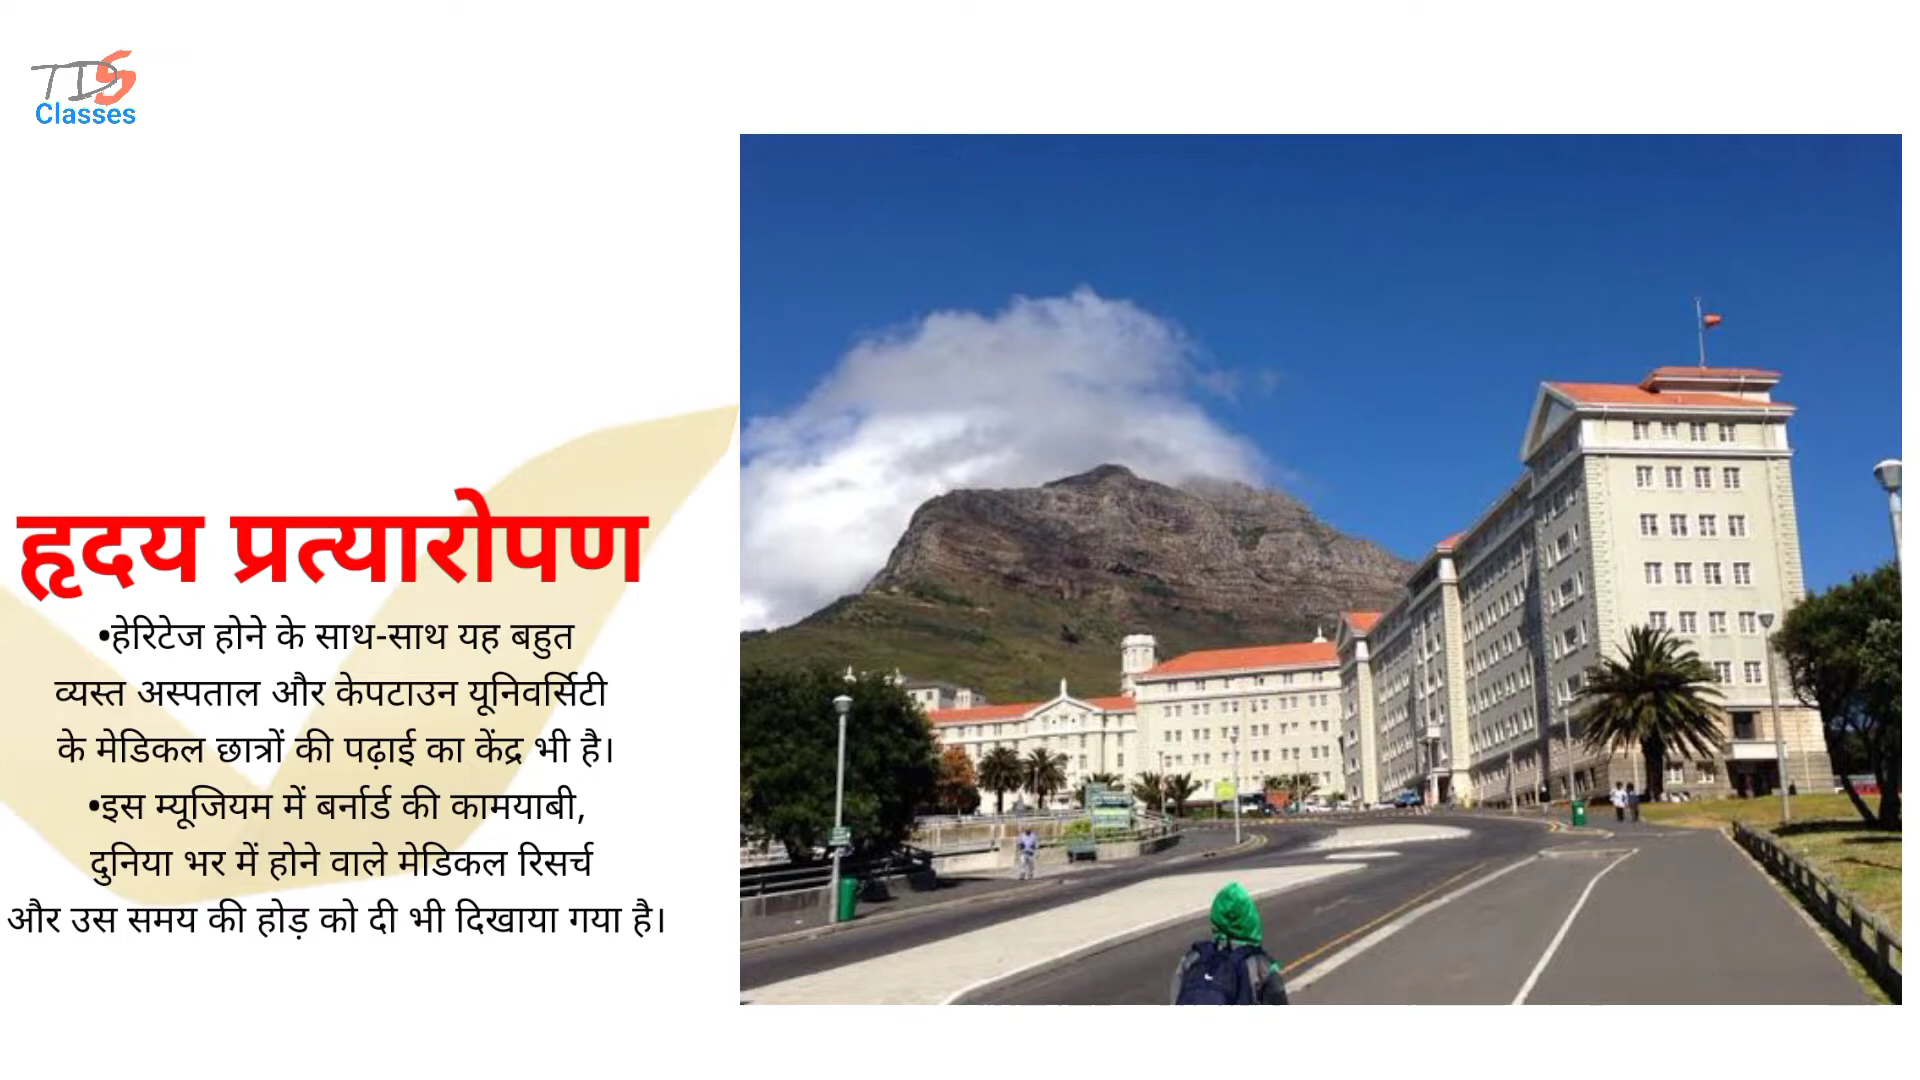 TDS
Classes
हृदय प्रत्यारोपण
•हेरिटेज होने के साथ-साथ यह बहुत
व्यस्त अस्पताल और केपटाउन यूनिवर्सिटी
के मेडिकल छात्रों की पढ़ाई का केंद्र भी है।
•इस म्यूजियम में बर्नार्ड की कामयाबी,
दुनिया भर में होने वाले मेडिकल रिसर्च
और उस समय की होड़ को दी भी दिखाया गया है।